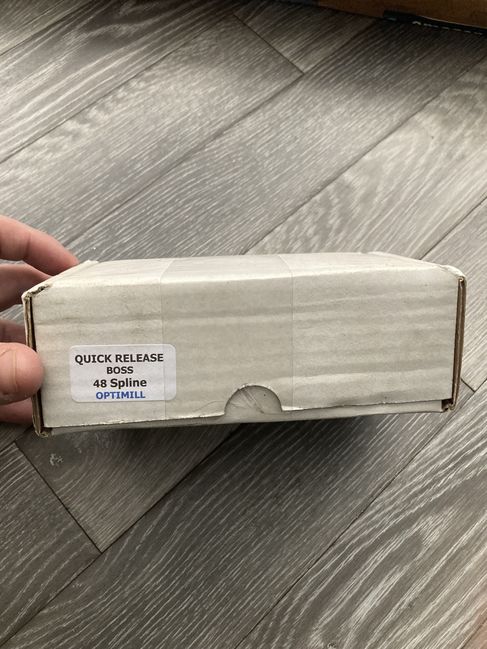 QUICK RELEASE
BOSS
48 Spline
OPTIMILL